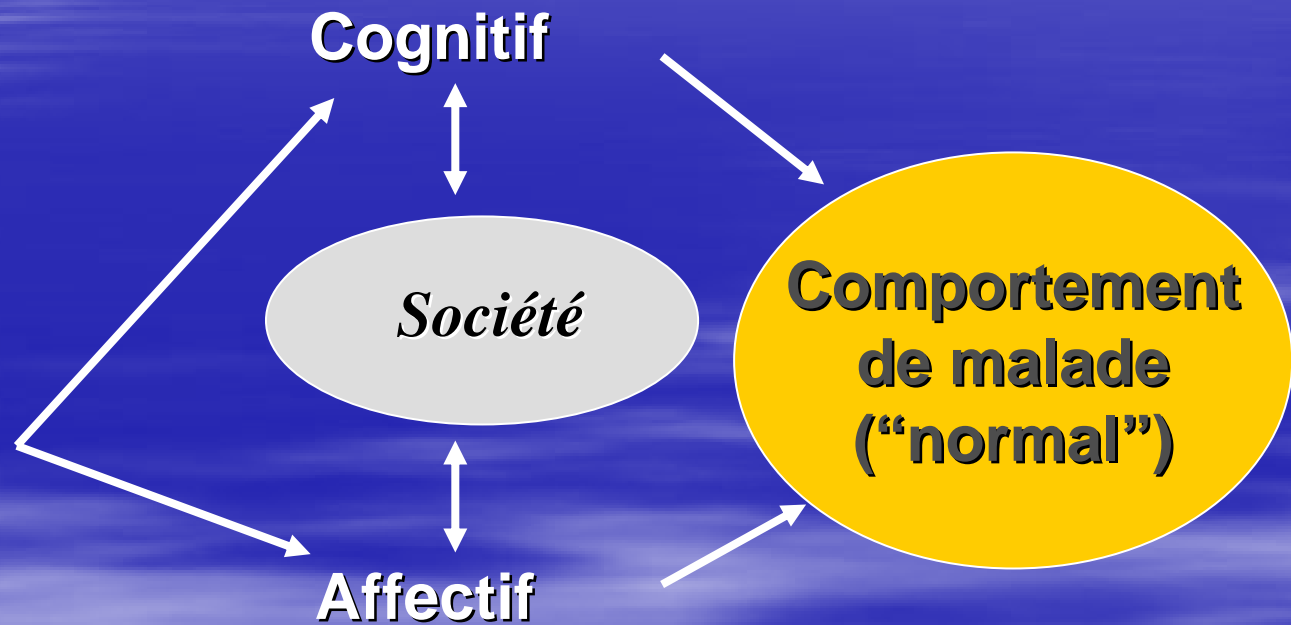 Cognitif
Société
Comportement
de malade
(“normal”)
Affectif